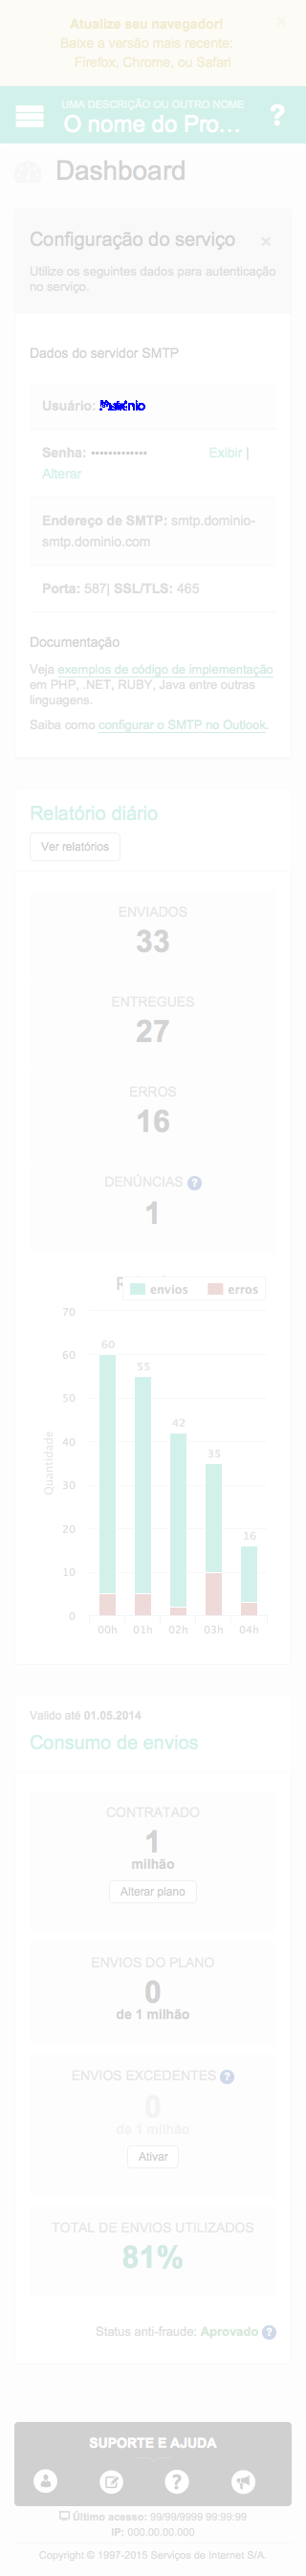 Atualize seu navegador!
Baixe a versão mais recente:
Firefox, Chrome, ou Safari
UMA DESCRIÇÃO OU OUTRO NOME
O nome do Pro...
Dashboard
Configuração do serviço
Utilize os seguintes dados para autenticação
no serviço.
Dados do servidor SMTP
Usuário:
Senha: ••••••••••••• Exibir |
Alterar
Endereço de SMTP: smtp.dominio-
smtp.dominio.com
Porta: 587| SSL/TLS: 465
Documentação
Veja exemplos de código de implementação
em PHP, .NET, RUBY, Java entre outras
linguagens.
Saiba como configurar o SMTP no Outlook.
Relatório diário
Ver relatórios
ENVIADOS
33
ENTREGUES
27
ERROS
16
DENÚNCIAS ?
1
envios erros
70
60
50
40
30
20
10
0
Quantidade
60
55
42
35
16
00h 01h 02h 03h 04h
Valido até 01.05.2014
Consumo de envios
CONTRATADO
1
milhão
Alterar plano
ENVIOS DO PLANO
0
de 1 milhão
ENVIOS EXCEDENTES ?
0
de 1 milhão
Ativar
TOTAL DE ENVIOS UTILIZADOS
81%
Status anti-fraude: Aprovado ?
SUPORTE E AJUDA
Último acesso: 99/99/9999 99:99:99
IP: 000.00.00.000
Copyright © 1997-2015 Serviços de Internet S/A.